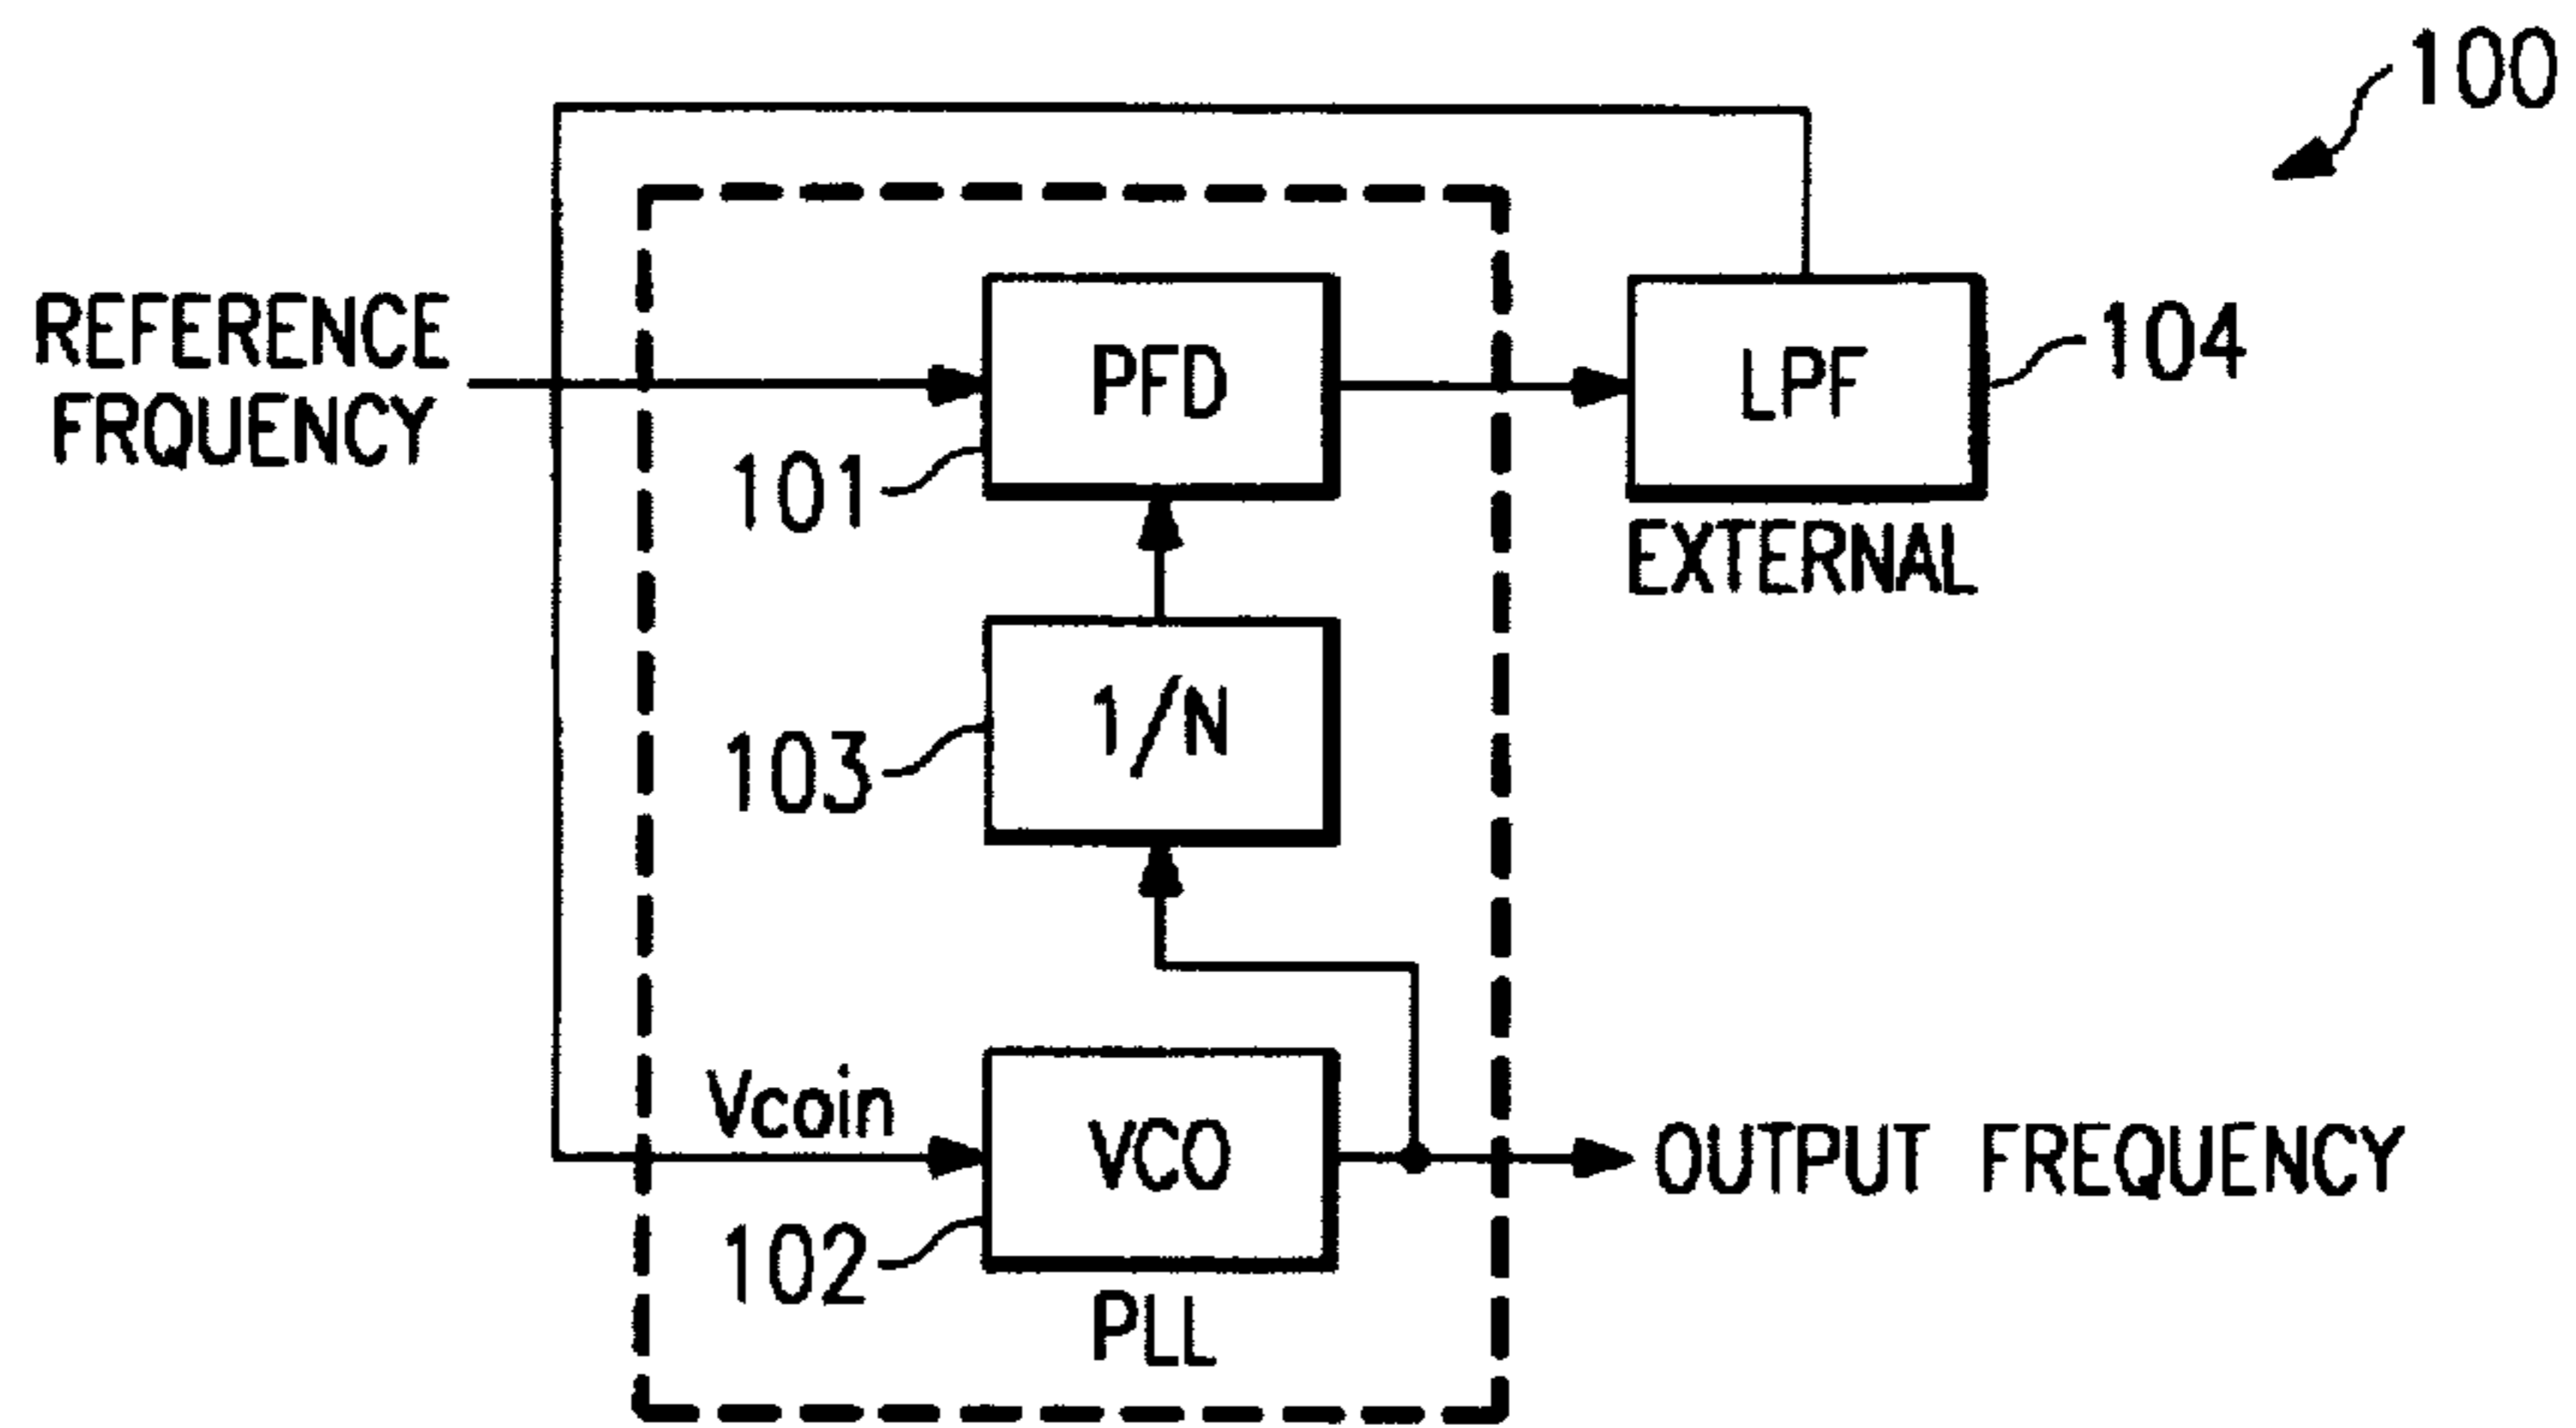 100
REFERENCE
FRQUENCY
PFD
101
LPF
104
EXTERNAL
1/N
103
Vcoin
VCO
102
PLL
OUTPUT FREQUENCY